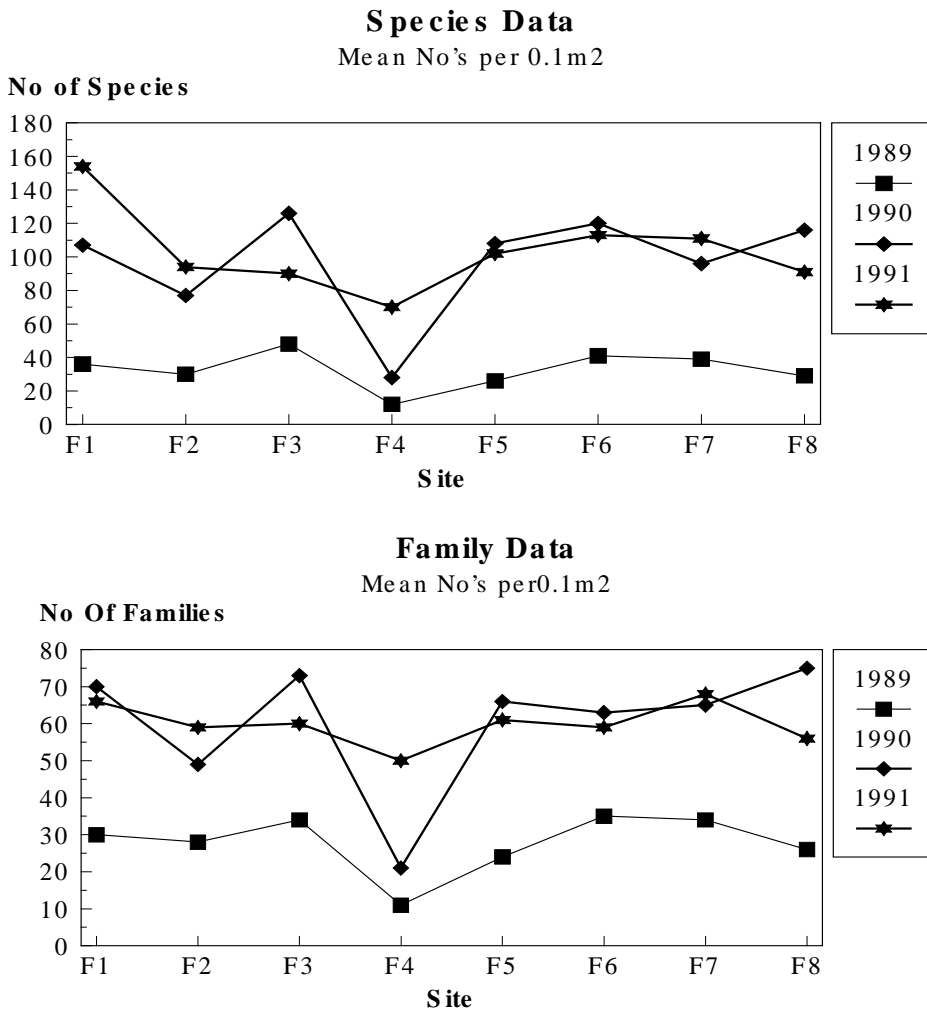 Species Data
Mean No's per 0.1m2
No of Species
180
160
140
120
100
80
60
40
20
0
F1 F2 F3 F4 F5 F6 F7 F8
Site
1989
1990
1991
Family Data
Mean No's per0.1m2
No Of Families
80
70
60
50
40
30
20
10
0
F1 F2 F3 F4 F5 F6 F7 F8
Site
1989
1990
1991